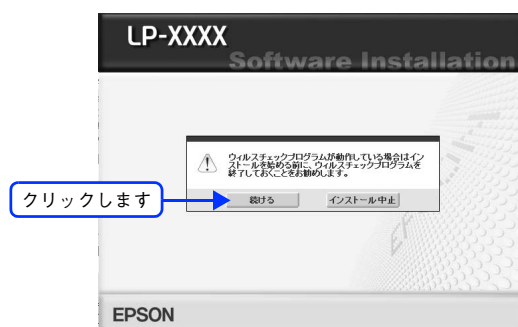 LP-XXXX
Software Installation
ウィルスチェックプログラムが動作している場合はイン
ストールを始める前に、ウィルスチェックプログラムを
終了しておくことをお勧めします。
クリックします
続ける
インストール中止
EPSON